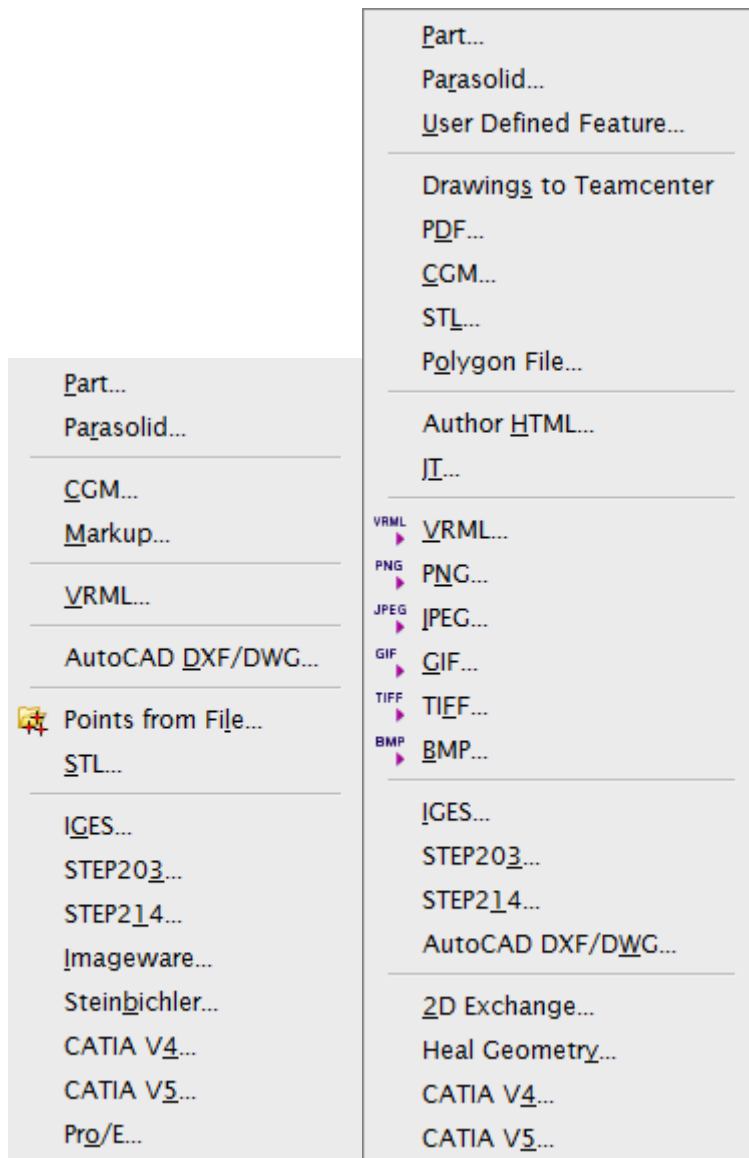 Part...
Parasolid...
CGM...
Markup...
VRML...
AutoCAD DXF/DWG...
Points from File...
STL...
IGES...
STEP203...
STEP214...
Imageware...
Steinbichler...
CATIA V4...
CATIA V5...
Pro/E...
Part...
Parasolid...
User Defined Feature...
Drawings to Teamcenter
PDF...
CGM...
STL...
Polygon File...
Author HTML...
JT...
VRML VRML...
PNG PNG...
JPEG JPEG...
GIF GIF...
TIFF TIFF...
BMP BMP...
IGES...
STEP203...
STEP214...
AutoCAD DXF/DWG...
2D Exchange...
Heal Geometry...
CATIA V4...
CATIA V5...